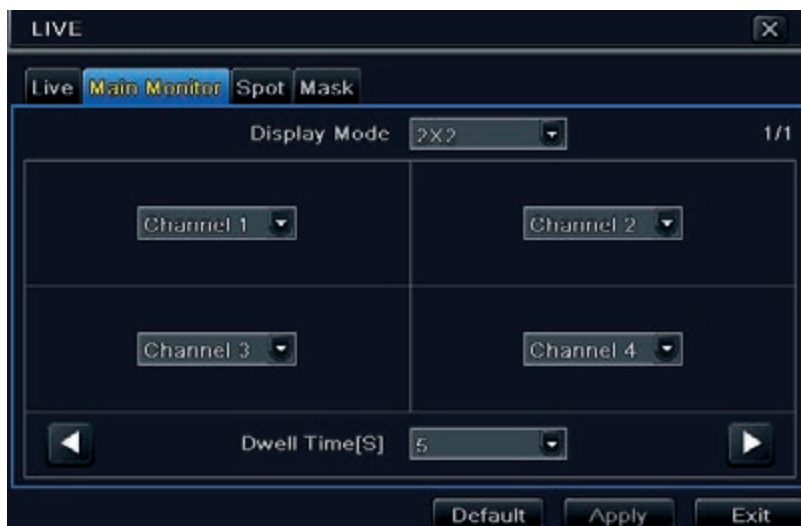 LIVE
Live Main Monitor Spot Mask
Display Mode 2X2 1/1
Channel 1 Channel 2
Channel 3 Channel 4
Dwell Time[S] 5
Default Apply Exit